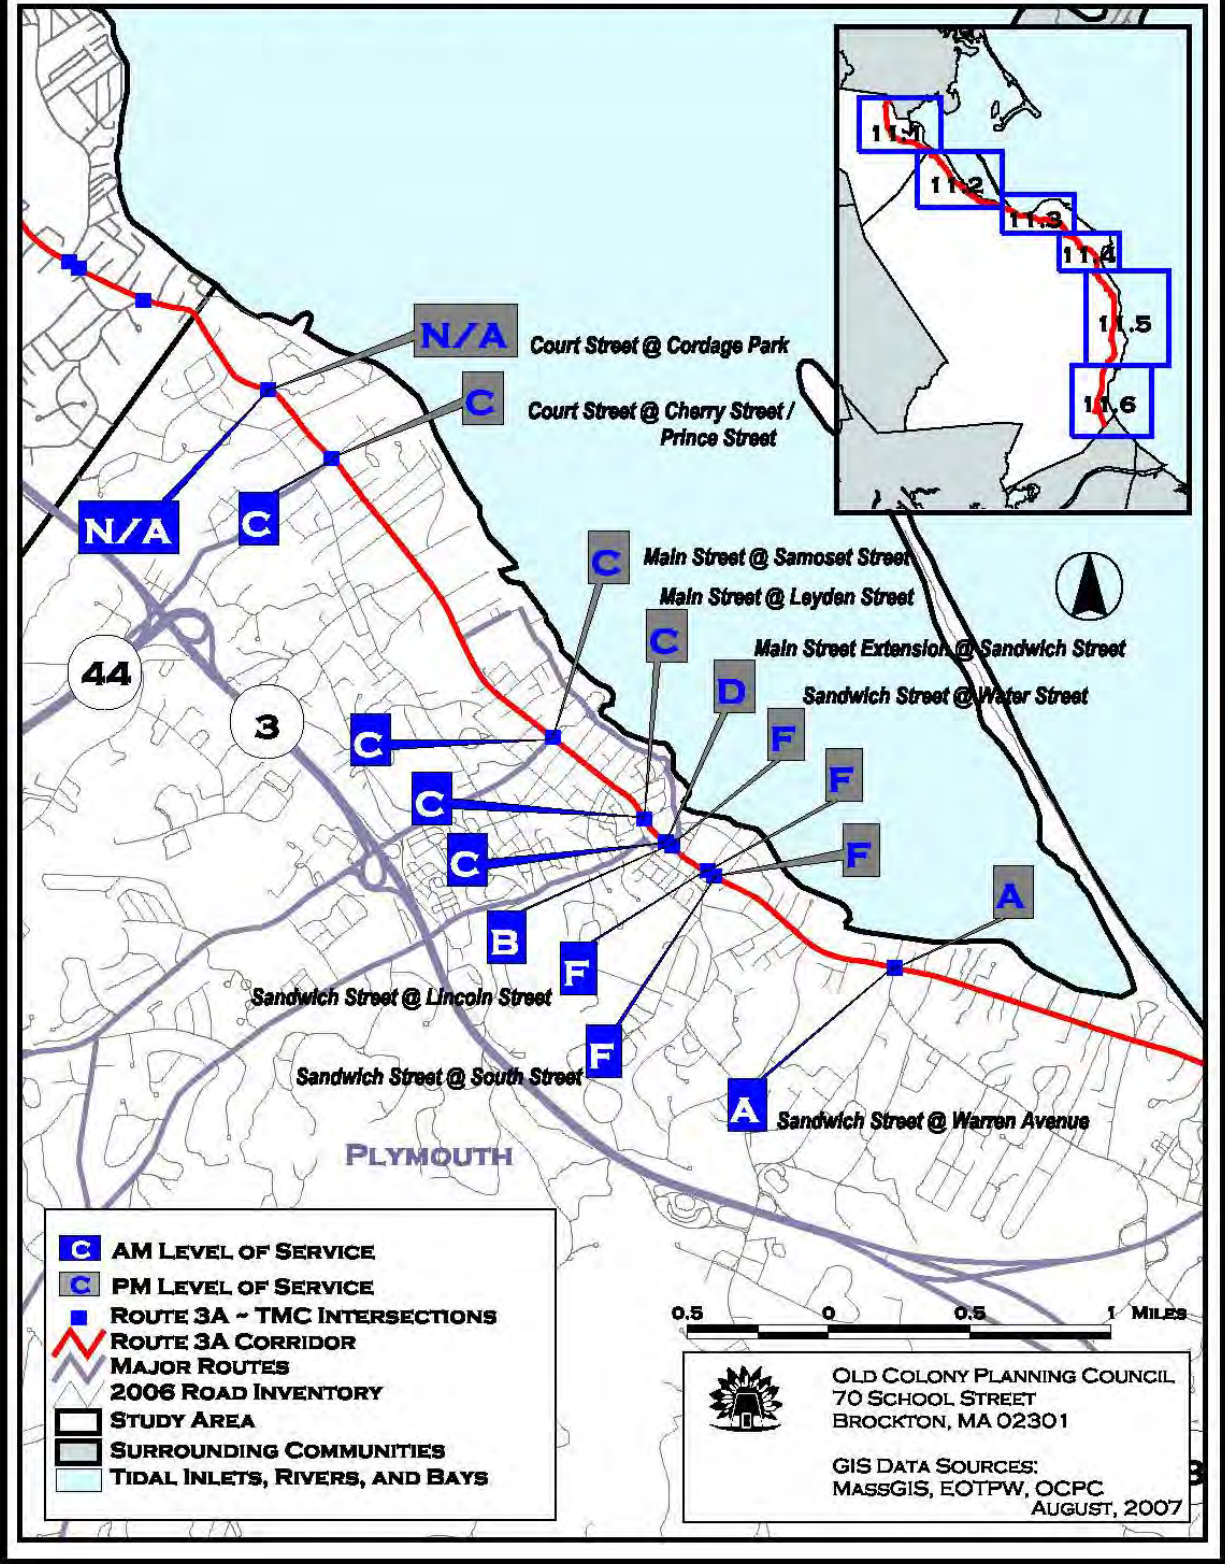 11.1
11.2
11.3
11.4
11.5
11.6
N/A
Court Street @ Cordage Park
C
Court Street @ Cherry Street /
Prince Street
N/A
C
C
Main Street @ Samoset Street
Main Street @ Leyden Street
C
Main Street Extension @ Sandwich Street
D
Sandwich Street @ Water Street
44
3
F
C
F
C
F
C
A
B
F
Sandwich Street @ Lincoln Street
F
Sandwich Street @ South Street
A
Sandwich Street @ Warren Avenue
PLYMOUTH
C AM LEVEL OF SERVICE
C PM LEVEL OF SERVICE
ROUTE 3A - TMC INTERSECTIONS
ROUTE 3A CORRIDOR
MAJOR ROUTES
2006 ROAD INVENTORY
STUDY AREA
SURROUNDING COMMUNITIES
TIDAL INLETS, RIVERS, AND BAYS
0.5 0 0.5 1 MILES
OLD COLONY PLANNING COUNCIL
70 SCHOOL STREET
BROCKTON, MA 02301
GIS DATA SOURCES:
MASSGIS, EOTPW, OCPC
AUGUST, 2007
3